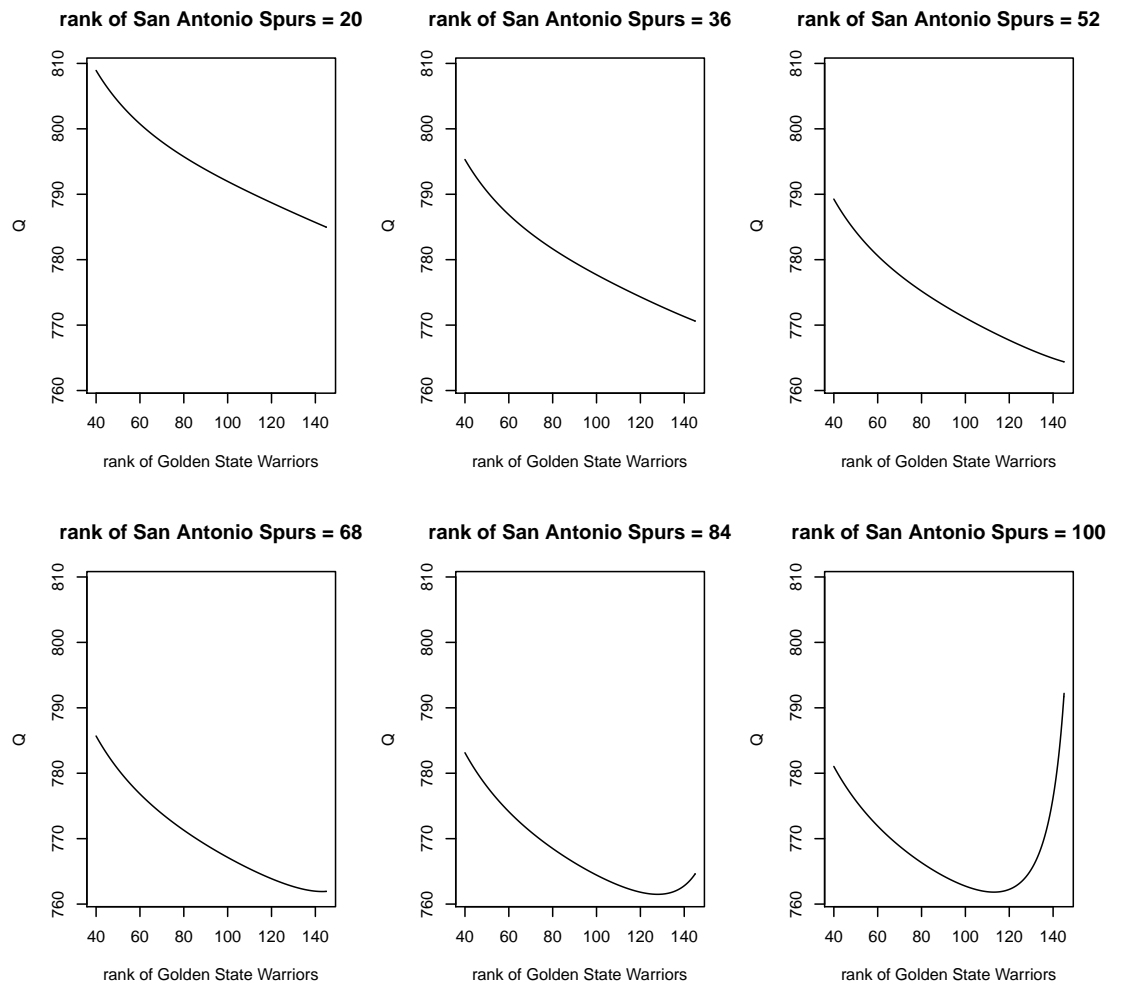 rank of San Antonio Spurs = 20
810
800
790
780
770
760
Q
40 60 80 100 120 140
rank of Golden State Warriors
rank of San Antonio Spurs = 36
810
800
790
780
770
760
Q
40 60 80 100 120 140
rank of Golden State Warriors
rank of San Antonio Spurs = 52
810
800
790
780
770
760
Q
40 60 80 100 120 140
rank of Golden State Warriors
rank of San Antonio Spurs = 68
810
800
790
780
770
760
Q
40 60 80 100 120 140
rank of Golden State Warriors
rank of San Antonio Spurs = 84
810
800
790
780
770
760
Q
40 60 80 100 120 140
rank of Golden State Warriors
rank of San Antonio Spurs = 100
810
800
790
780
770
760
Q
40 60 80 100 120 140
rank of Golden State Warriors